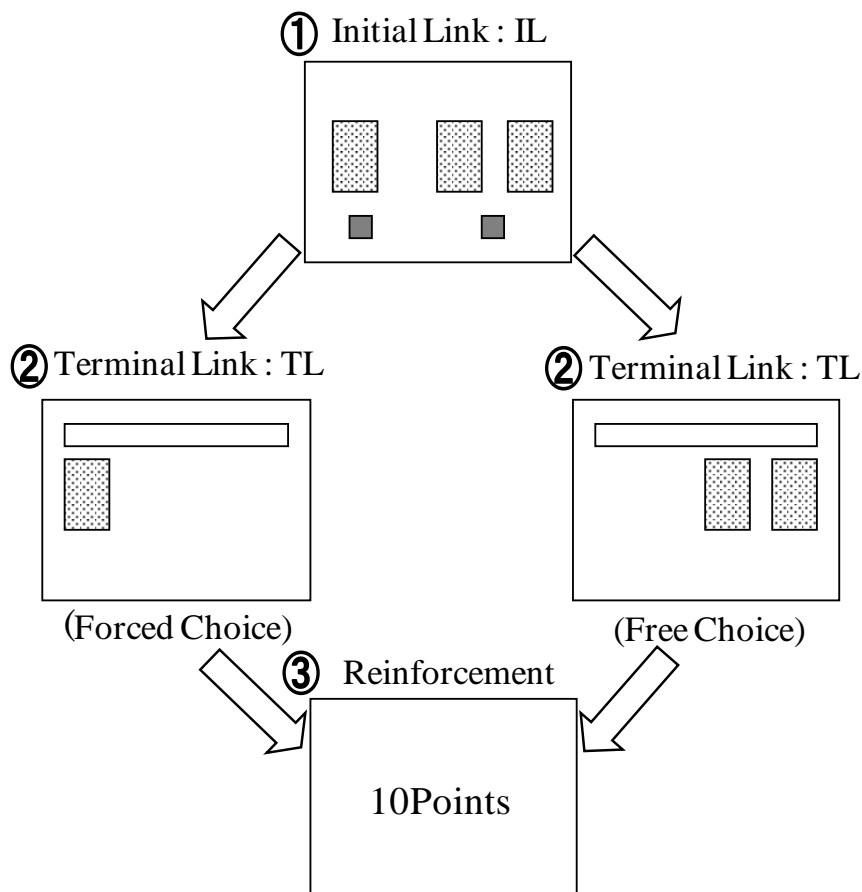 ① Initial Link : IL
② Terminal Link : TL
② Terminal Link : TL
(Forced Choice)
(Free Choice)
③ Reinforcement
10Points